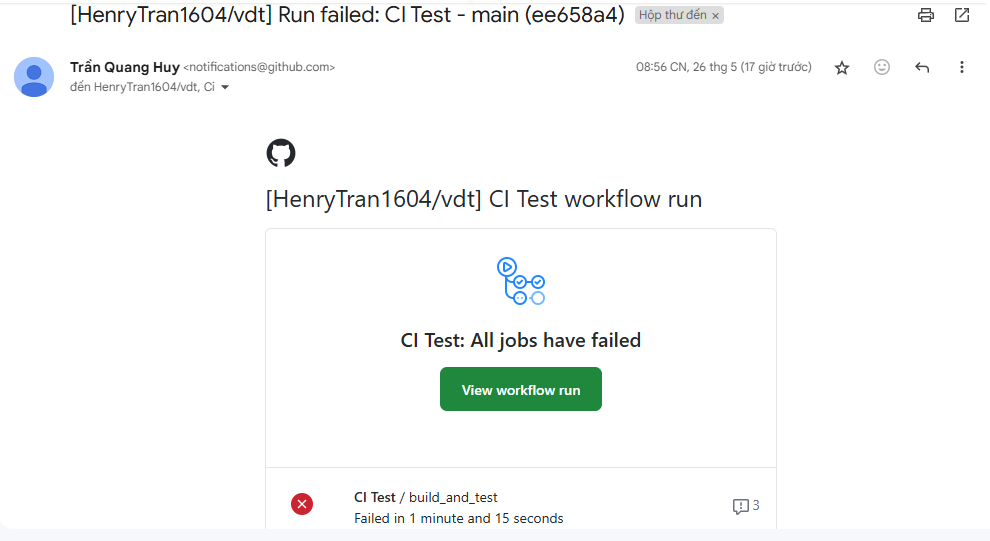 [HenryTran1604/vdt] Run failed: CI Test - main (ee658a4) Hộp thư đến ×
Trần Quang Huy <notifications@github.com>
08:56 CN, 26 thg 5 (17 giờ trước)
đến HenryTran1604/vdt, Ci
[HenryTran1604/vdt] CI Test workflow run
CI Test: All jobs have failed
View workflow run
CI Test / build_and_test
Failed in 1 minute and 15 seconds
3